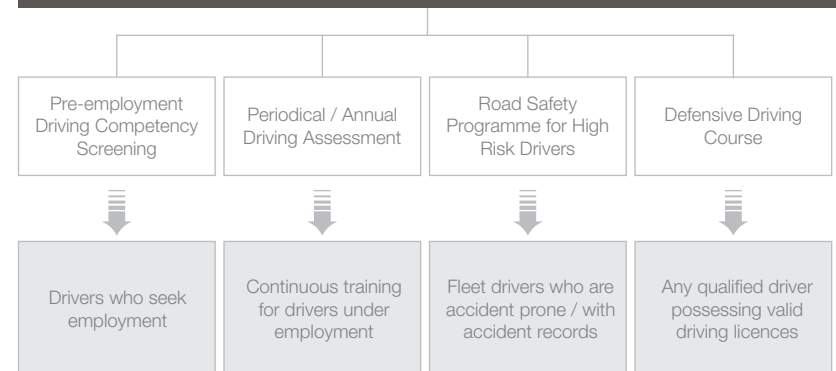 Pre-employment
Driving Competency
Screening
Periodical / Annual
Driving Assessment
Road Safety
Programme for High
Risk Drivers
Defensive Driving
Course
Drivers who seek
employment
Continuous training
for drivers under
employment
Fleet drivers who are
accident prone / with
accident records
Any qualified driver
possessing valid
driving licences